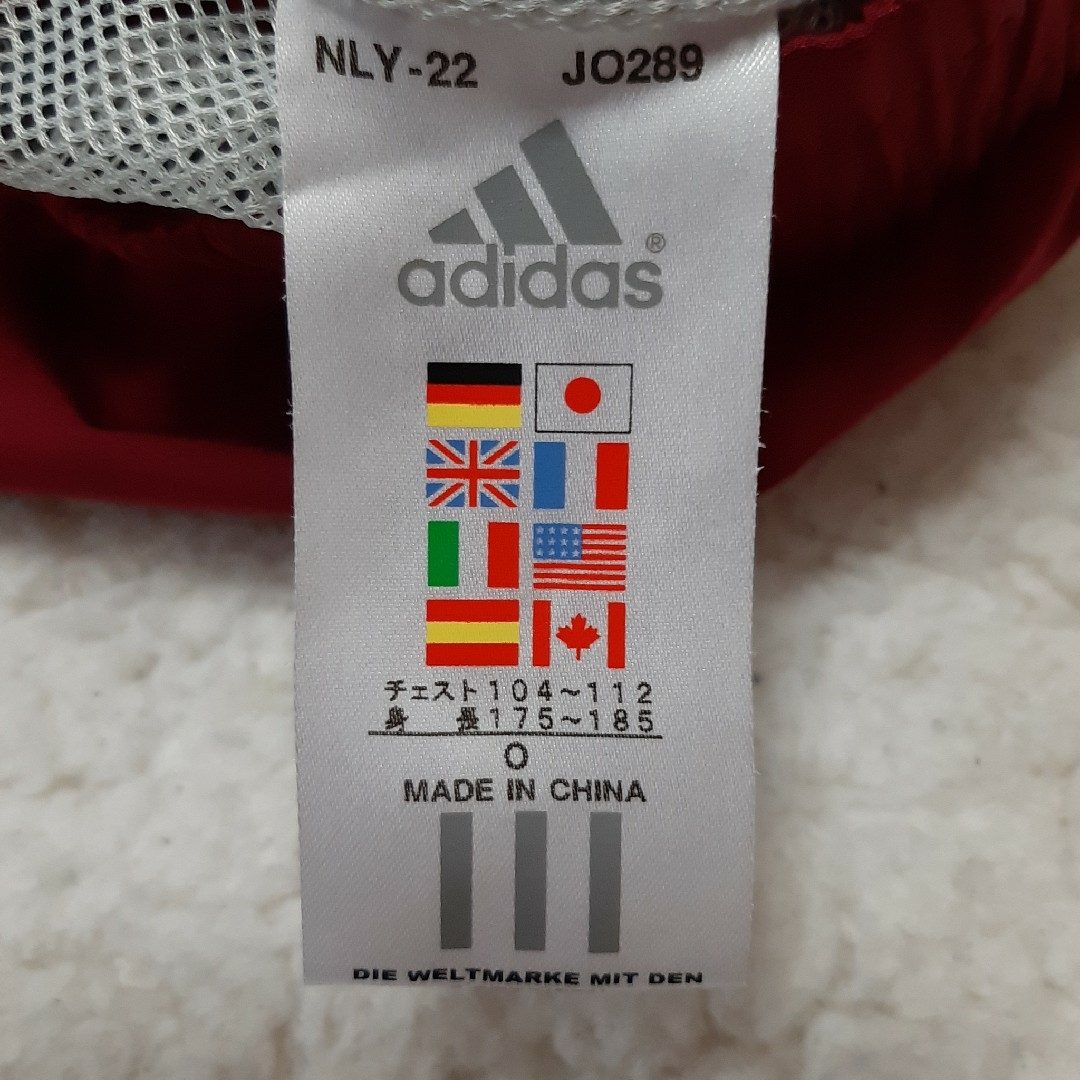 NLY-22 JO289
adidas®
チェスト104～112
身長175～185
O
MADE IN CHINA
DIE WELTMARKE MIT DEN